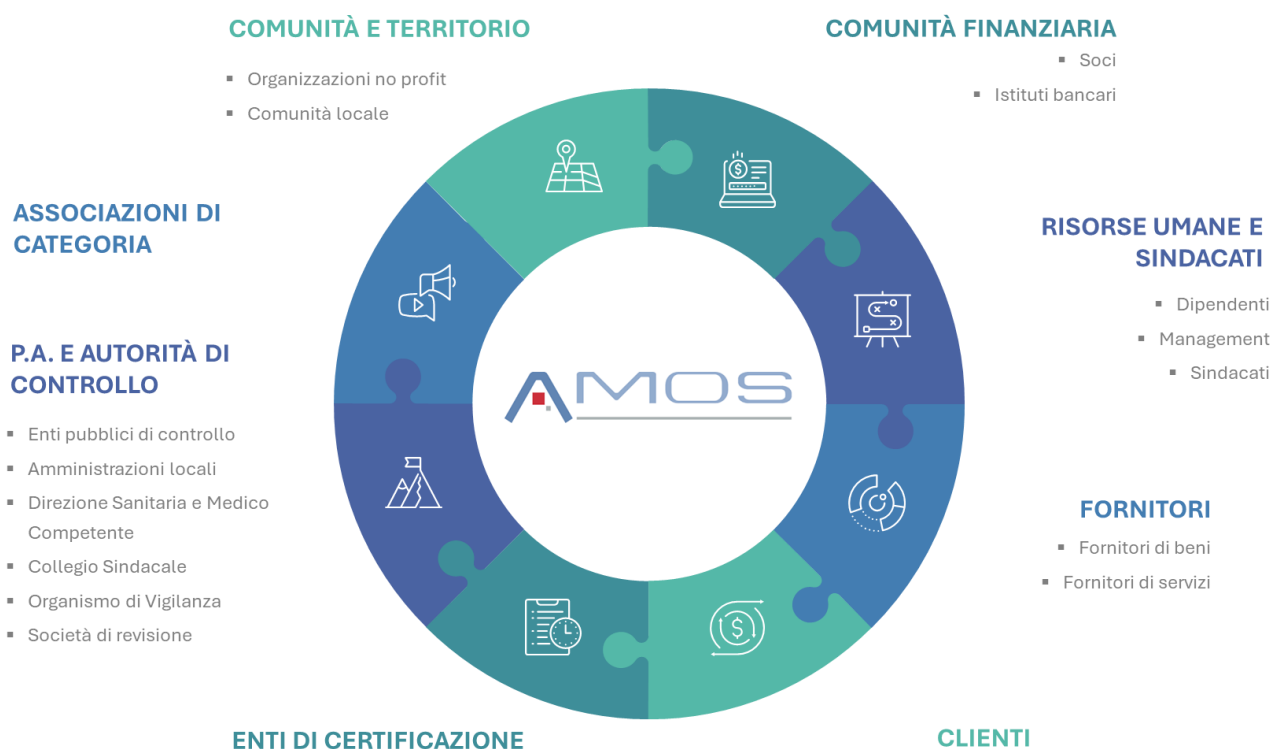 COMUNITÀ E TERRITORIO
▪ Organizzazioni no profit
▪ Comunità locale
COMUNITÀ FINANZIARIA
▪ Soci
▪ Istituti bancari
ASSOCIAZIONI DI
CATEGORIA
RISORSE UMANE E
SINDACATI
▪ Dipendenti
▪ Management
▪ Sindacati
P.A. E AUTORITÀ DI
CONTROLLO
▪ Enti pubblici di controllo
▪ Amministrazioni locali
▪ Direzione Sanitaria e Medico
Competente
▪ Collegio Sindacale
▪ Organismo di Vigilanza
▪ Società di revisione
AMOS
FORNITORI
▪ Fornitori di beni
▪ Fornitori di servizi
ENTI DI CERTIFICAZIONE
CLIENTI